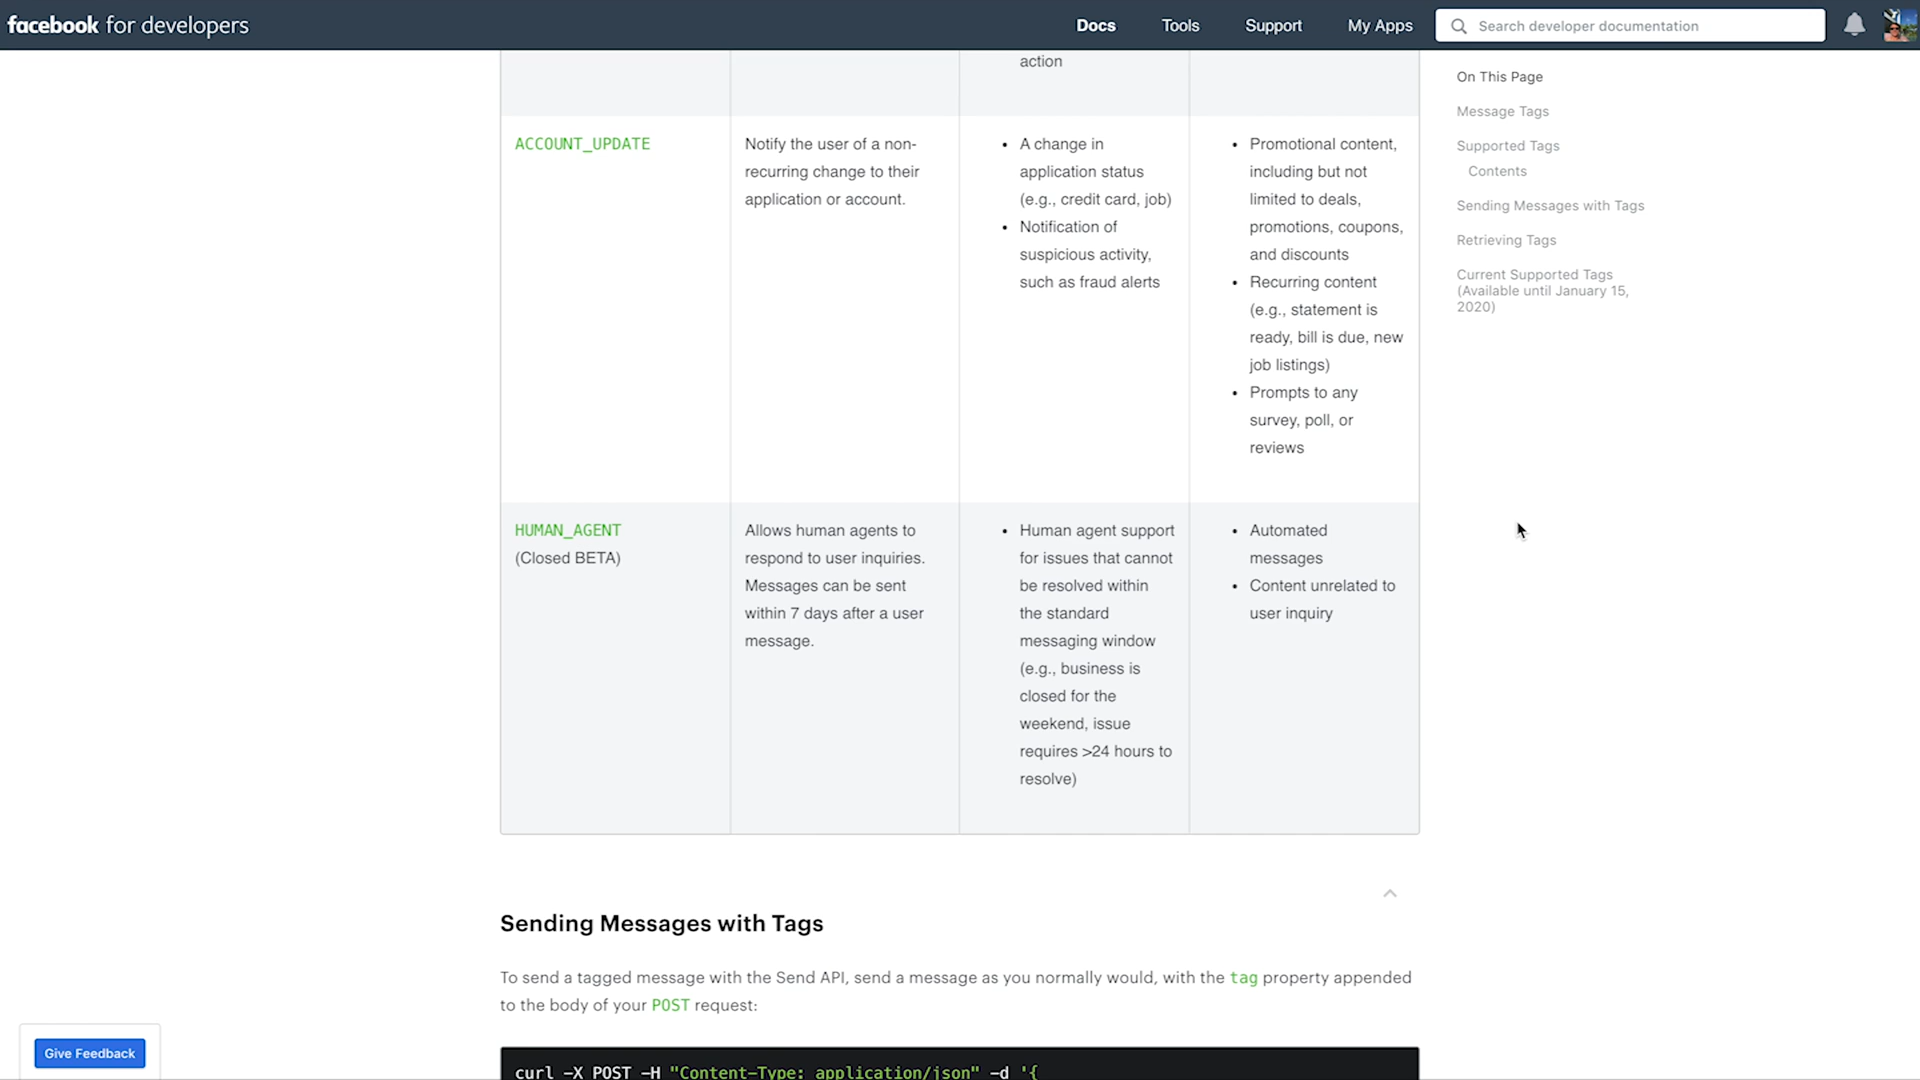 facebook for developers
Docs
Tools
Support
My Apps
Search developer documentation
action
ACCOUNT_UPDATE
Notify the user of a non-
recurring change to their
application or account.
• A change in
application status
(e.g., credit card, job)
• Notification of
suspicious activity,
such as fraud alerts
• Promotional content,
including but not
limited to deals,
promotions, coupons,
and discounts
• Recurring content
(e.g., statement is
ready, bill is due, new
job listings)
• Prompts to any
survey, poll, or
reviews
HUMAN_AGENT
(Closed BETA)
Allows human agents to
respond to user inquiries.
Messages can be sent
within 7 days after a user
message.
• Human agent support
for issues that cannot
be resolved within
the standard
messaging window
(e.g., business is
closed for the
weekend, issue
requires >24 hours to
resolve)
• Automated
messages
• Content unrelated to
user inquiry
On This Page
Message Tags
Supported Tags
Contents
Sending Messages with Tags
Retrieving Tags
Current Supported Tags
(Available until January 15,
2020)
Sending Messages with Tags
To send a tagged message with the Send API, send a message as you normally would, with the tag property appended
to the body of your POST request:
curl -X POST -H "Content-Type: application/json" -d '{
Give Feedback